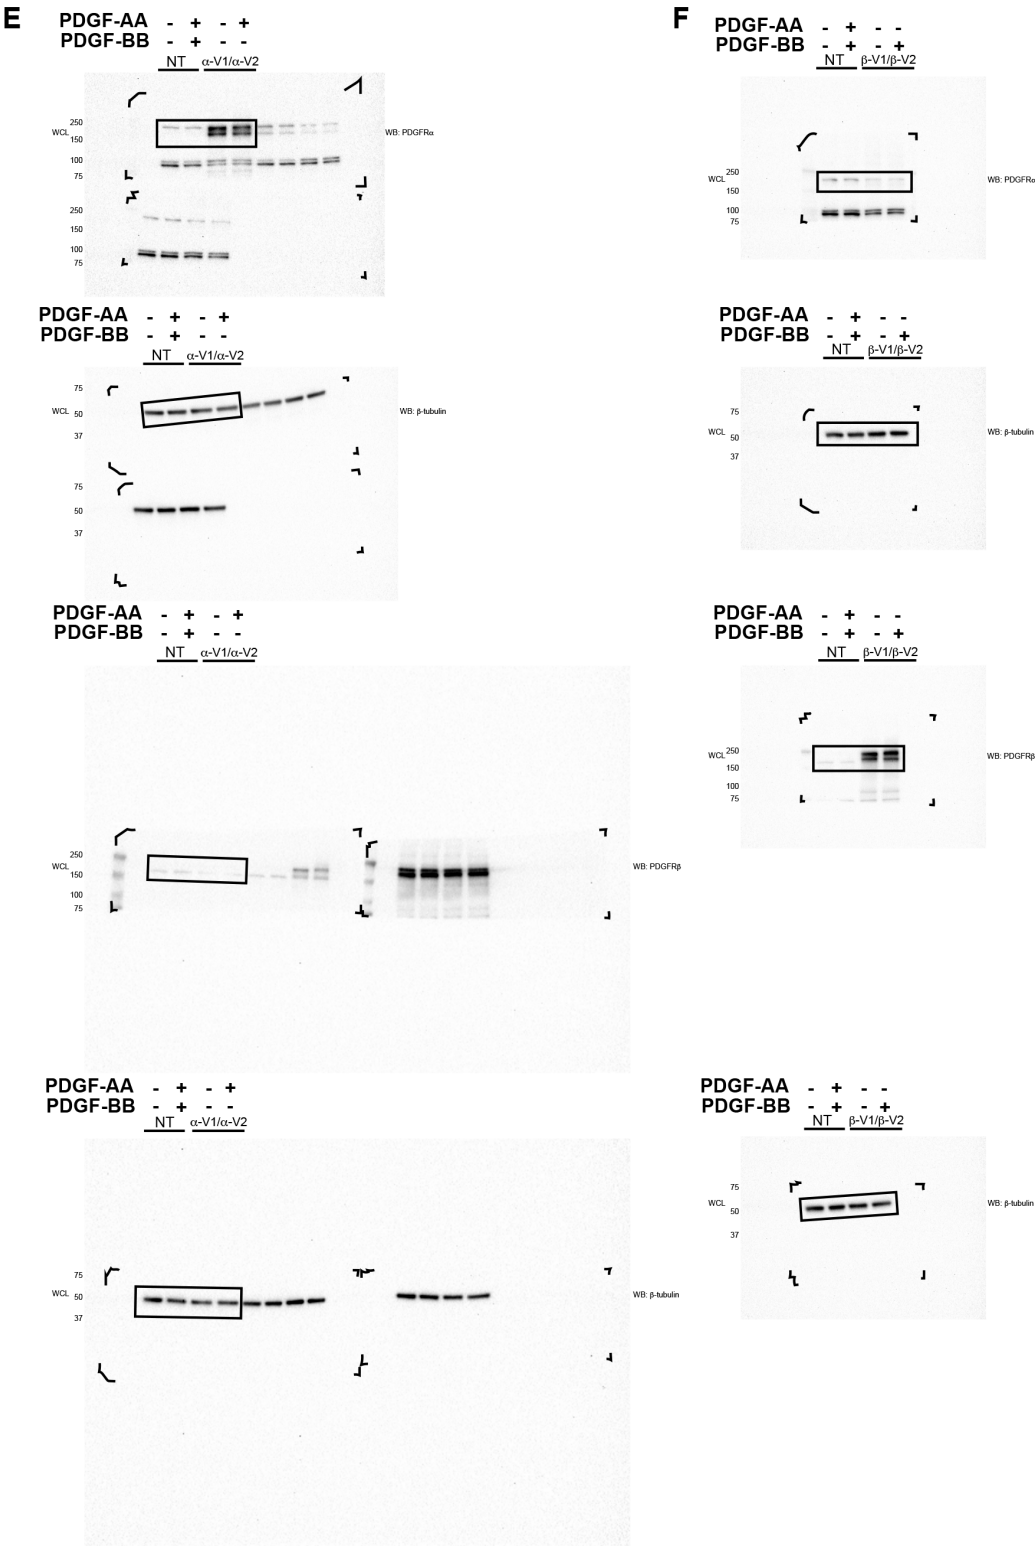 E
PDGF-AA - + - +
PDGF-BB - + - -
NT α-V1/α-V2
250
WCL
150
100
75
WB: PDGFRα
250
150
100
75
PDGF-AA - + - +
PDGF-BB - + - -
NT α-V1/α-V2
75
WCL 50
37
WB: β-tubulin
75
50
37
PDGF-AA - + - +
PDGF-BB - + - -
NT α-V1/α-V2
250
WCL
150
100
75
WB: PDGFRβ
PDGF-AA - + - +
PDGF-BB - + - -
NT α-V1/α-V2
75
WCL 50
37
WB: β-tubulin
F
PDGF-AA - + - -
PDGF-BB - + - +
NT β-V1/β-V2
250
WCL
150
100
75
WB: PDGFRα
PDGF-AA - + - -
PDGF-BB - + - +
NT β-V1/β-V2
75
WCL
50
37
WB: β-tubulin
PDGF-AA - + - -
PDGF-BB - + - +
NT β-V1/β-V2
WCL 250
150
100
75
WB: PDGFRβ
PDGF-AA - + - -
PDGF-BB - + - +
NT β-V1/β-V2
75
WCL
50
37
WB: β-tubulin